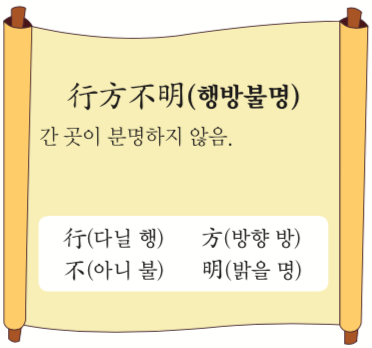 行方不明(행방불명)
간 곳이 분명하지 않음.
行(다닐 행) 方(방향 방)
不(아니 불) 明(밝을 명)